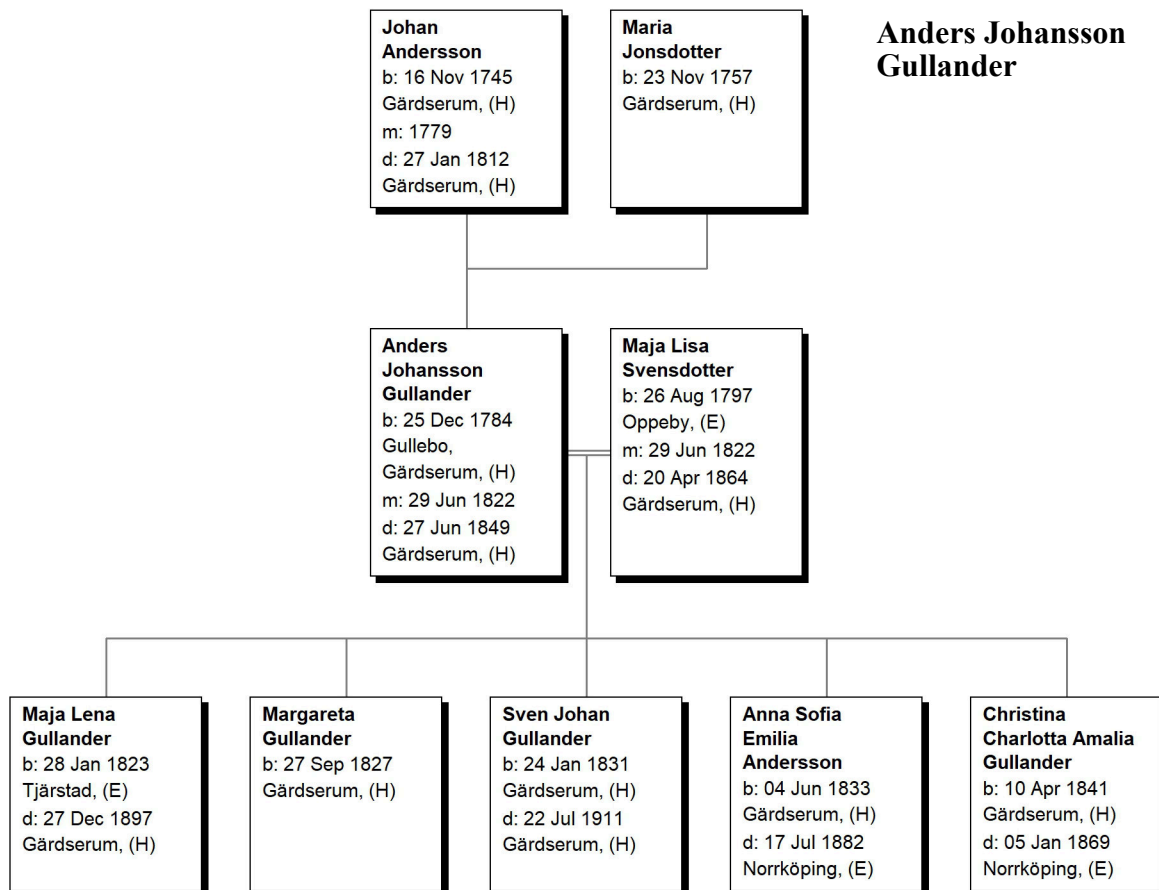 Anders Johansson
Gullander
Johan
Andersson
b: 16 Nov 1745
Gärdserum, (H)
m: 1779
d: 27 Jan 1812
Gärdserum, (H)
Maria
Jonsdotter
b: 23 Nov 1757
Gärdserum, (H)
Anders
Johansson
Gullander
b: 25 Dec 1784
Gullebo,
Gärdserum, (H)
m: 29 Jun 1822
d: 27 Jun 1849
Gärdserum, (H)
Maja Lisa
Svensdotter
b: 26 Aug 1797
Oppeby, (E)
m: 29 Jun 1822
d: 20 Apr 1864
Gärdserum, (H)
Maja Lena
Gullander
b: 28 Jan 1823
Tjärstad, (E)
d: 27 Dec 1897
Gärdserum, (H)
Margareta
Gullander
b: 27 Sep 1827
Gärdserum, (H)
Sven Johan
Gullander
b: 24 Jan 1831
Gärdserum, (H)
d: 22 Jul 1911
Gärdserum, (H)
Anna Sofia
Emilia
Andersson
b: 04 Jun 1833
Gärdserum, (H)
d: 17 Jul 1882
Norrköping, (E)
Christina
Charlotta Amalia
Gullander
b: 10 Apr 1841
Gärdserum, (H)
d: 05 Jan 1869
Norrköping, (E)